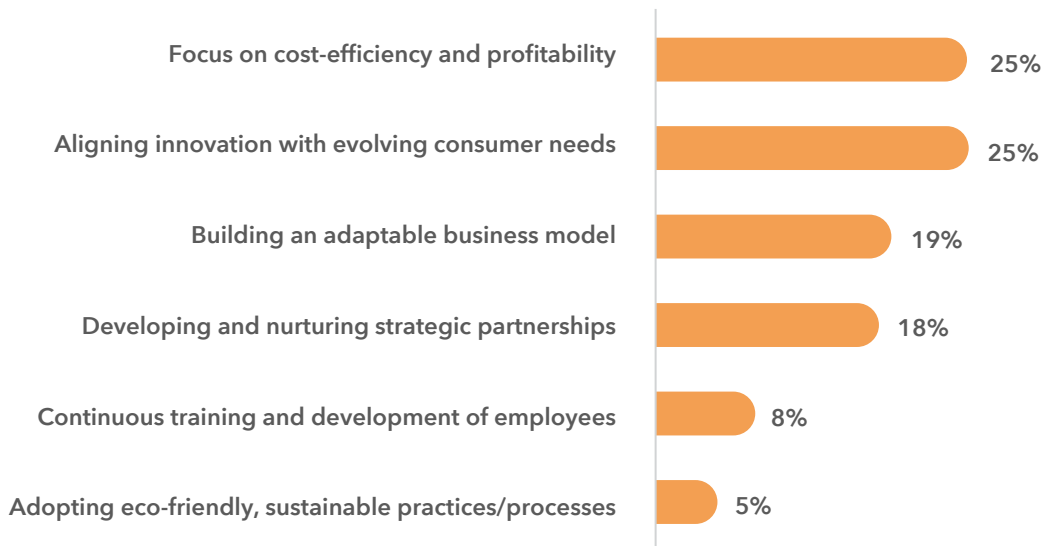 Focus on cost-efficiency and profitability 25%
Aligning innovation with evolving consumer needs 25%
Building an adaptable business model 19%
Developing and nurturing strategic partnerships 18%
Continuous training and development of employees 8%
Adopting eco-friendly, sustainable practices/processes 5%